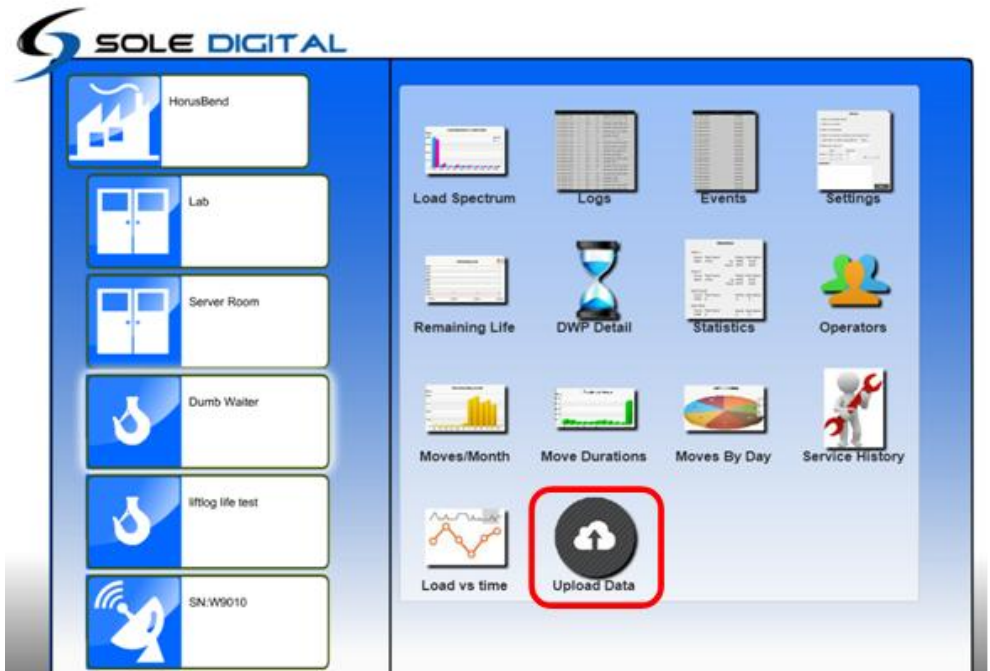 SOLE DIGITAL
HorusBend
Lab
Server Room
Dumb Waiter
liftlog life test
SN:W9010
Load Spectrum
Logs
Events
Settings
Remaining Life
DWP Detail
Statistics
Operators
Moves/Month
Move Durations
Moves By Day
Service History
Load vs time
Upload Data